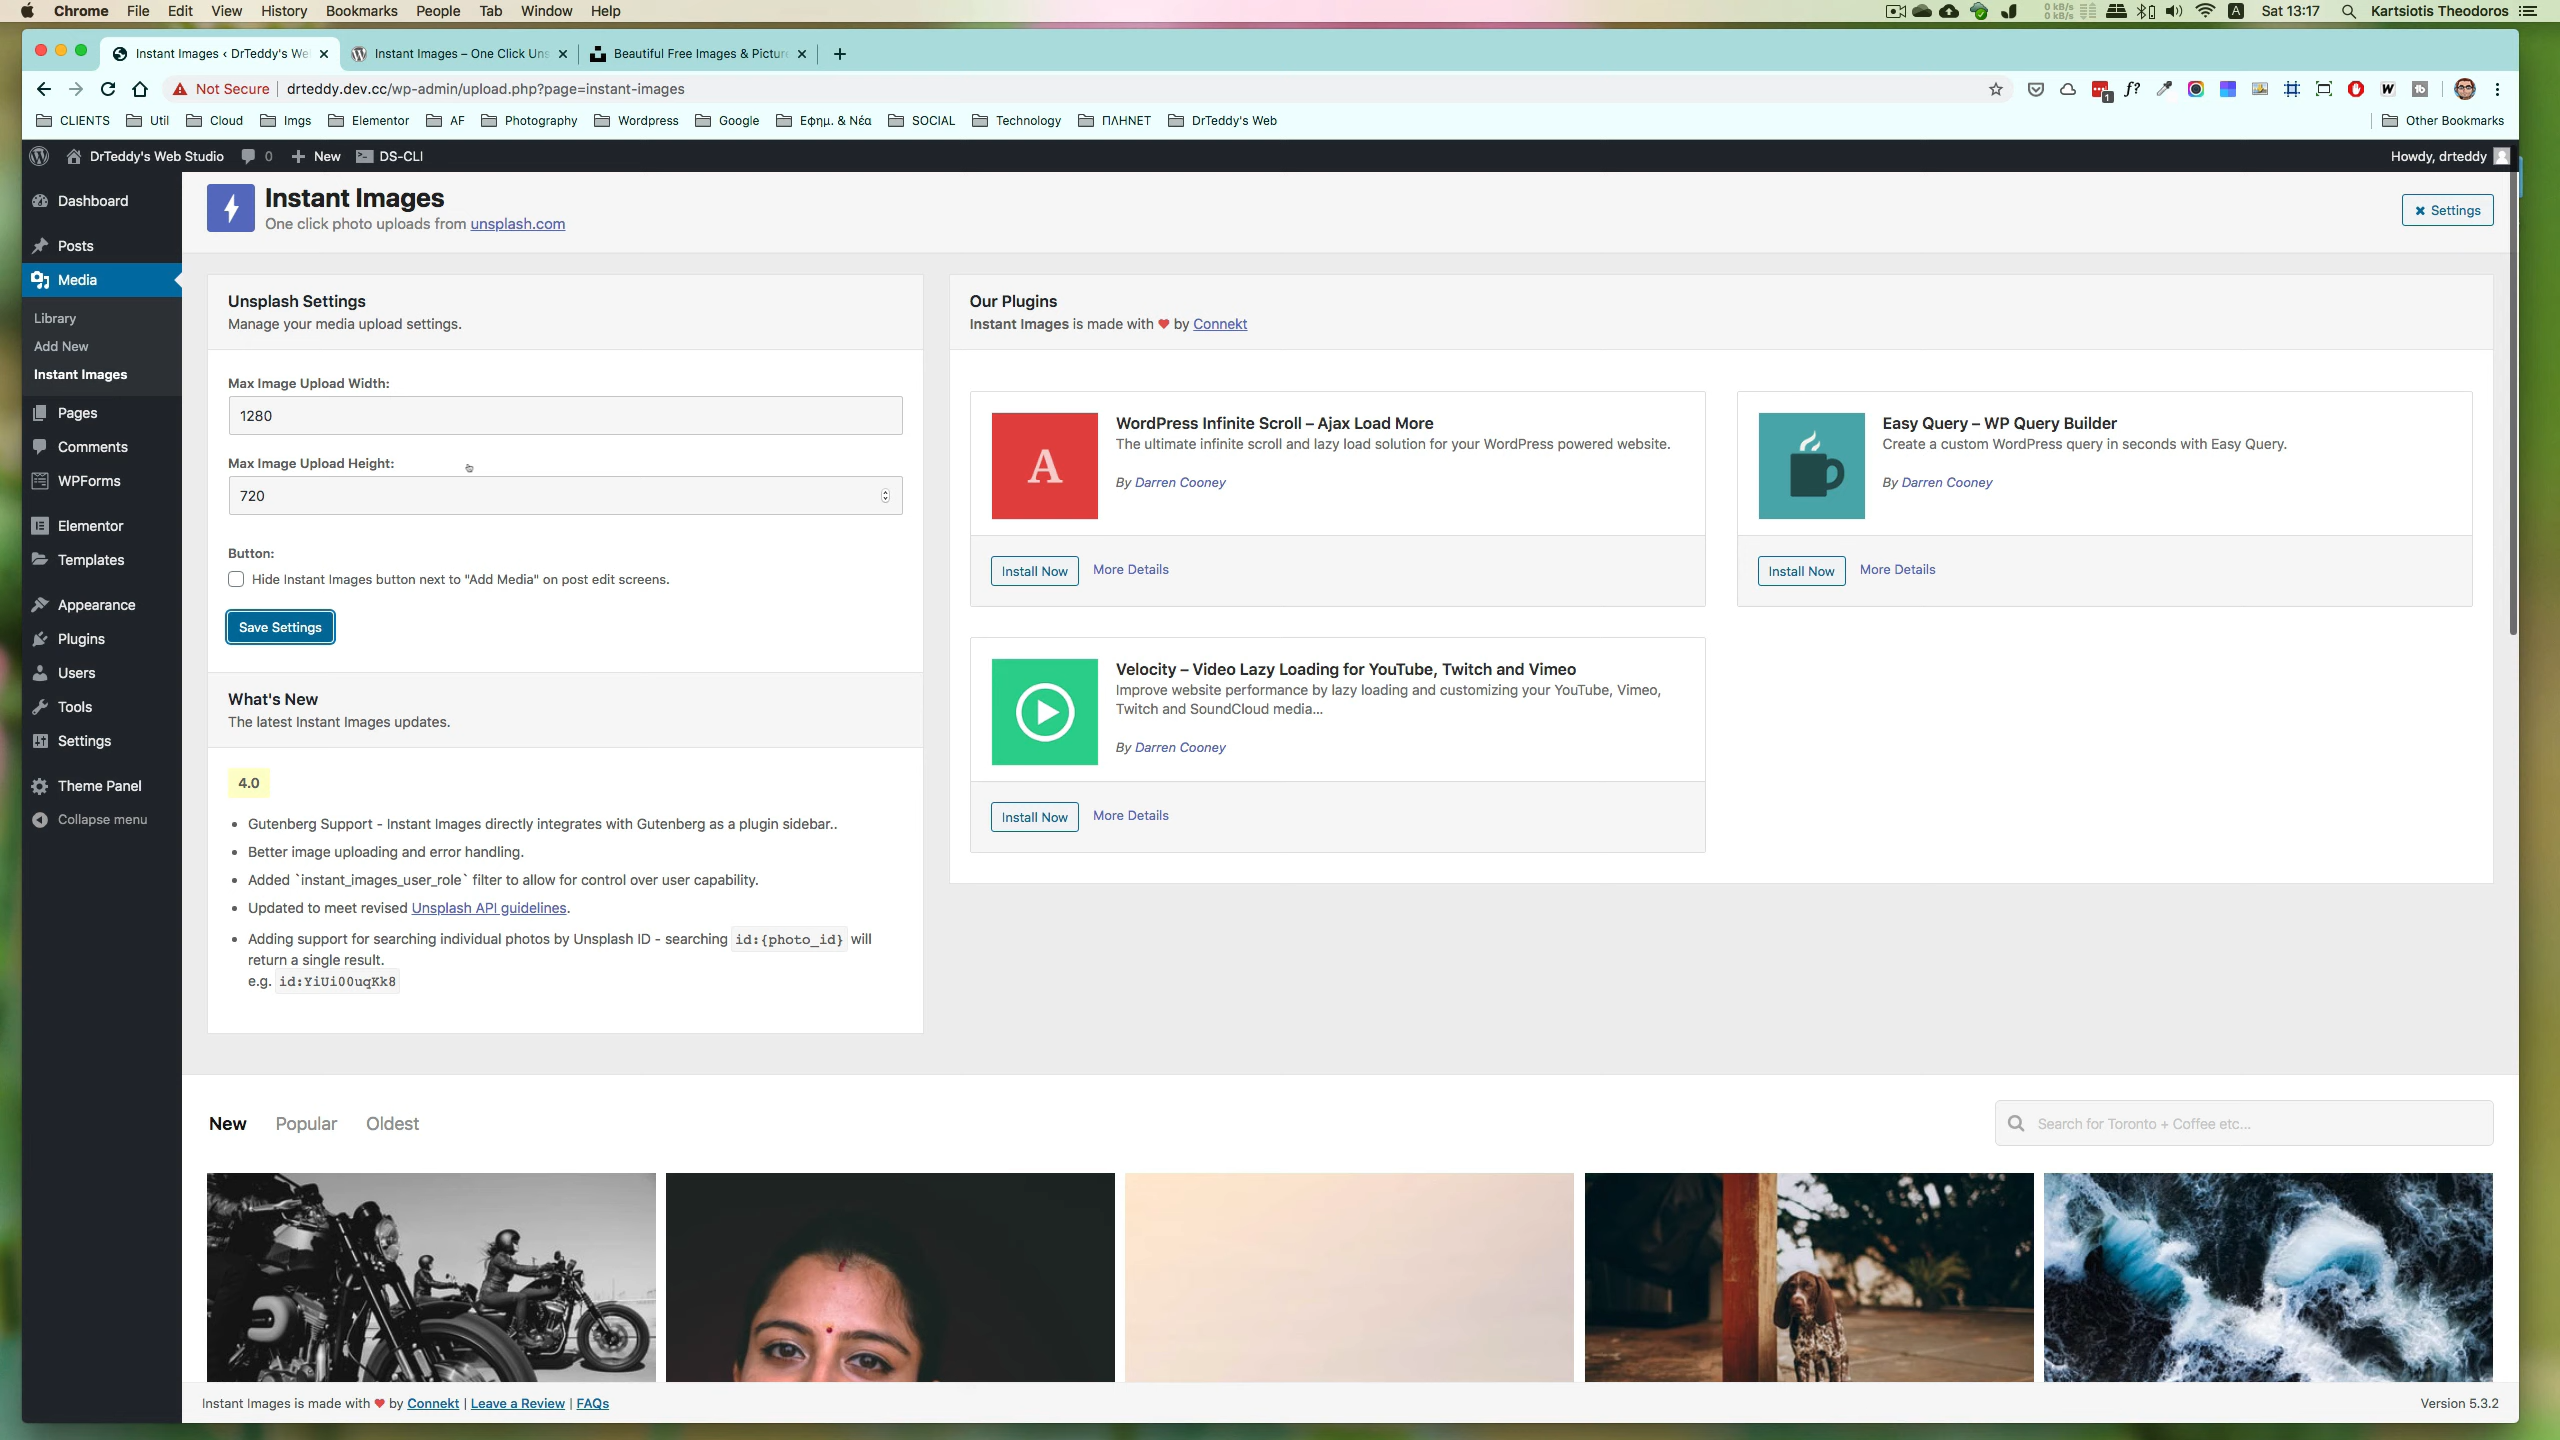 Chrome File Edit View History Bookmarks People Tab Window Help
0 kB/s
0 kB/s
A Sat 13:17 Kartsiotis Theodoros
Instant Images ‹ DrTeddy's We
Instant Images – One Click Uns
Beautiful Free Images & Pictur
Not Secure drteddy.dev.cc/wp-admin/upload.php?page=instant-images
1 f? W
CLIENTS Util Cloud Imgs Elementor AF Photography Wordpress Google Εφημ. & Νέα SOCIAL Technology ΠΛΗΝΕΤ DrTeddy's Web Other Bookmarks
DrTeddy's Web Studio 0 New DS-CLI Howdy, drteddy
Dashboard
Posts
Media
Library
Add New
Instant Images
Pages
Comments
WPForms
Elementor
Templates
Appearance
Plugins
Users
Tools
Settings
Theme Panel
Collapse menu
Instant Images
One click photo uploads from unsplash.com
Settings
Unsplash Settings
Manage your media upload settings.
Max Image Upload Width:
1280
Max Image Upload Height:
720
Button:
Hide Instant Images button next to "Add Media" on post edit screens.
Save Settings
What's New
The latest Instant Images updates.
4.0
Gutenberg Support - Instant Images directly integrates with Gutenberg as a plugin sidebar..
Better image uploading and error handling.
Added `instant_images_user_role` filter to allow for control over user capability.
Updated to meet revised Unsplash API guidelines.
Adding support for searching individual photos by Unsplash ID - searching id:{photo_id} will
return a single result.
e.g. id:YiUi00uqKk8
Our Plugins
Instant Images is made with ♥ by Connekt
A
WordPress Infinite Scroll – Ajax Load More
The ultimate infinite scroll and lazy load solution for your WordPress powered website.
By Darren Cooney
Install Now More Details
Easy Query – WP Query Builder
Create a custom WordPress query in seconds with Easy Query.
By Darren Cooney
Install Now More Details
Velocity – Video Lazy Loading for YouTube, Twitch and Vimeo
Improve website performance by lazy loading and customizing your YouTube, Vimeo,
Twitch and SoundCloud media...
By Darren Cooney
Install Now More Details
New Popular Oldest
Search for Toronto + Coffee etc...
Instant Images is made with ♥ by Connekt | Leave a Review | FAQs
Version 5.3.2